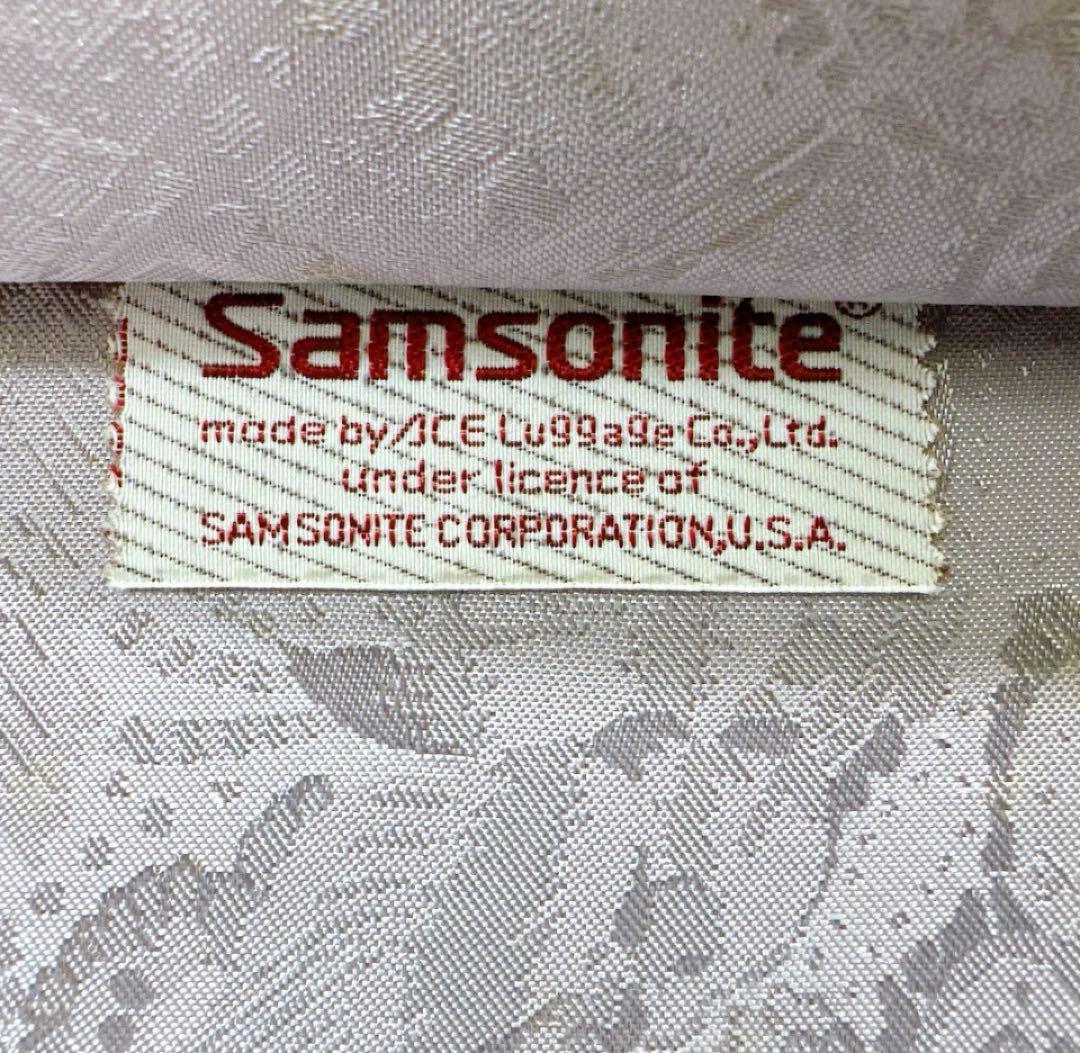 Samsonite®
made by ACE Luggage Co.,Ltd.
under licence of
SAMSONITE CORPORATION,U.S.A.